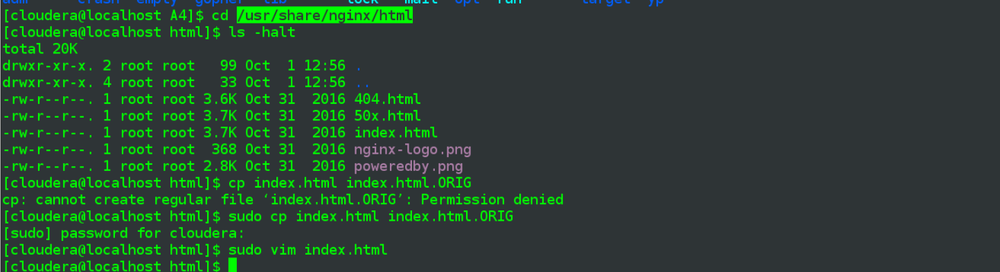 adm crash empty gopher lib lock mail opt run target yp
[cloudera@localhost A4]$ cd /usr/share/nginx/html
[cloudera@localhost html]$ ls -halt
total 20K
drwxr-xr-x. 2 root root   99 Oct  1 12:56 .
drwxr-xr-x. 4 root root   33 Oct  1 12:56 ..
-rw-r--r--. 1 root root 3.6K Oct 31  2016 404.html
-rw-r--r--. 1 root root 3.7K Oct 31  2016 50x.html
-rw-r--r--. 1 root root 3.7K Oct 31  2016 index.html
-rw-r--r--. 1 root root  368 Oct 31  2016 nginx-logo.png
-rw-r--r--. 1 root root 2.8K Oct 31  2016 poweredby.png
[cloudera@localhost html]$ cp index.html index.html.ORIG
cp: cannot create regular file ‘index.html.ORIG’: Permission denied
[cloudera@localhost html]$ sudo cp index.html index.html.ORIG
[sudo] password for cloudera:
[cloudera@localhost html]$ sudo vim index.html
[cloudera@localhost html]$